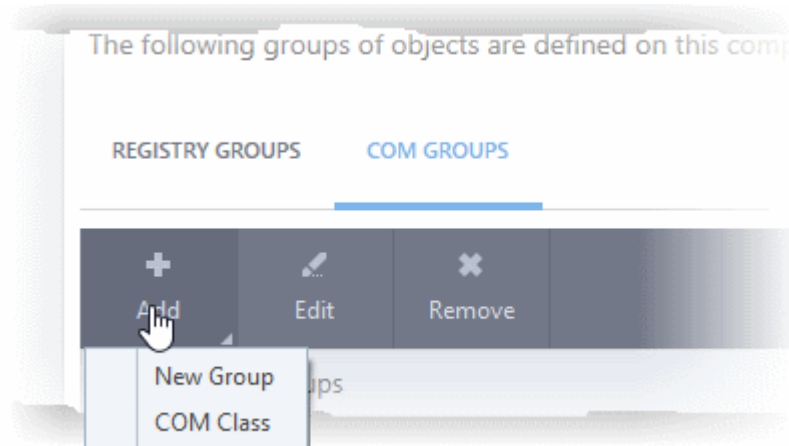 The following groups of objects are defined on this
REGISTRY GROUPS COM GROUPS
Add Edit Remove
New Group
COM Class